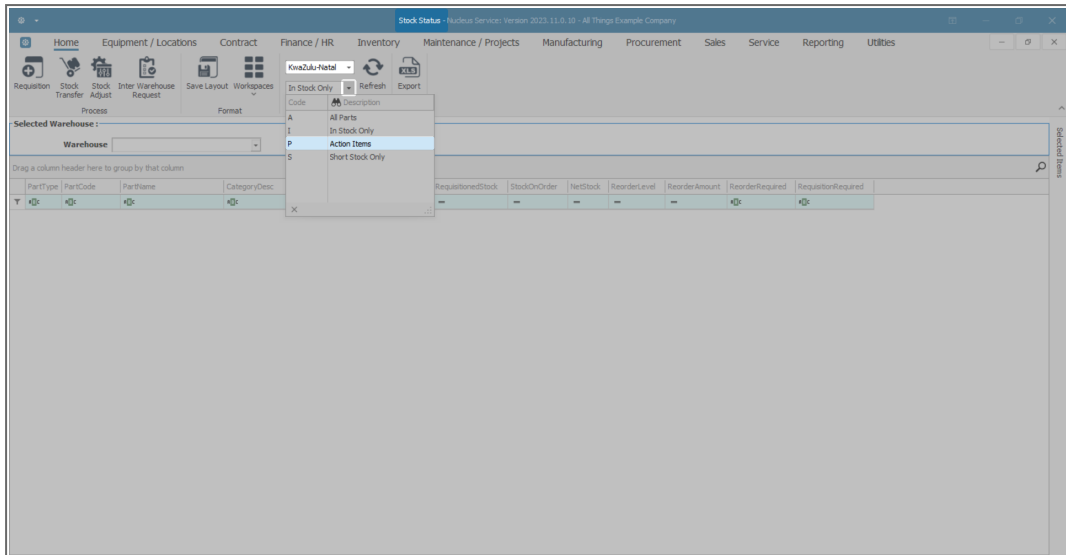 Stock Status - Nucleus Service: Version 2023.11.0.10 - All Things Example Company
Home Equipment / Locations Contract Finance / HR Inventory Maintenance / Projects Manufacturing Procurement Sales Service Reporting Utilities
Requisition Stock Transfer Stock Adjust Inter Warehouse Request Save Layout Workspaces KwaZulu-Natal In Stock Only Refresh XLS Export
Process Format
Code Description
A All Parts
I In Stock Only
P Action Items
S Short Stock Only
Selected Warehouse :
Warehouse
Selected Items
Drag a column header here to group by that column
PartType PartCode PartName CategoryDesc RequisitionedStock StockOnOrder NetStock ReorderLevel ReorderAmount ReorderRequired RequisitionRequired